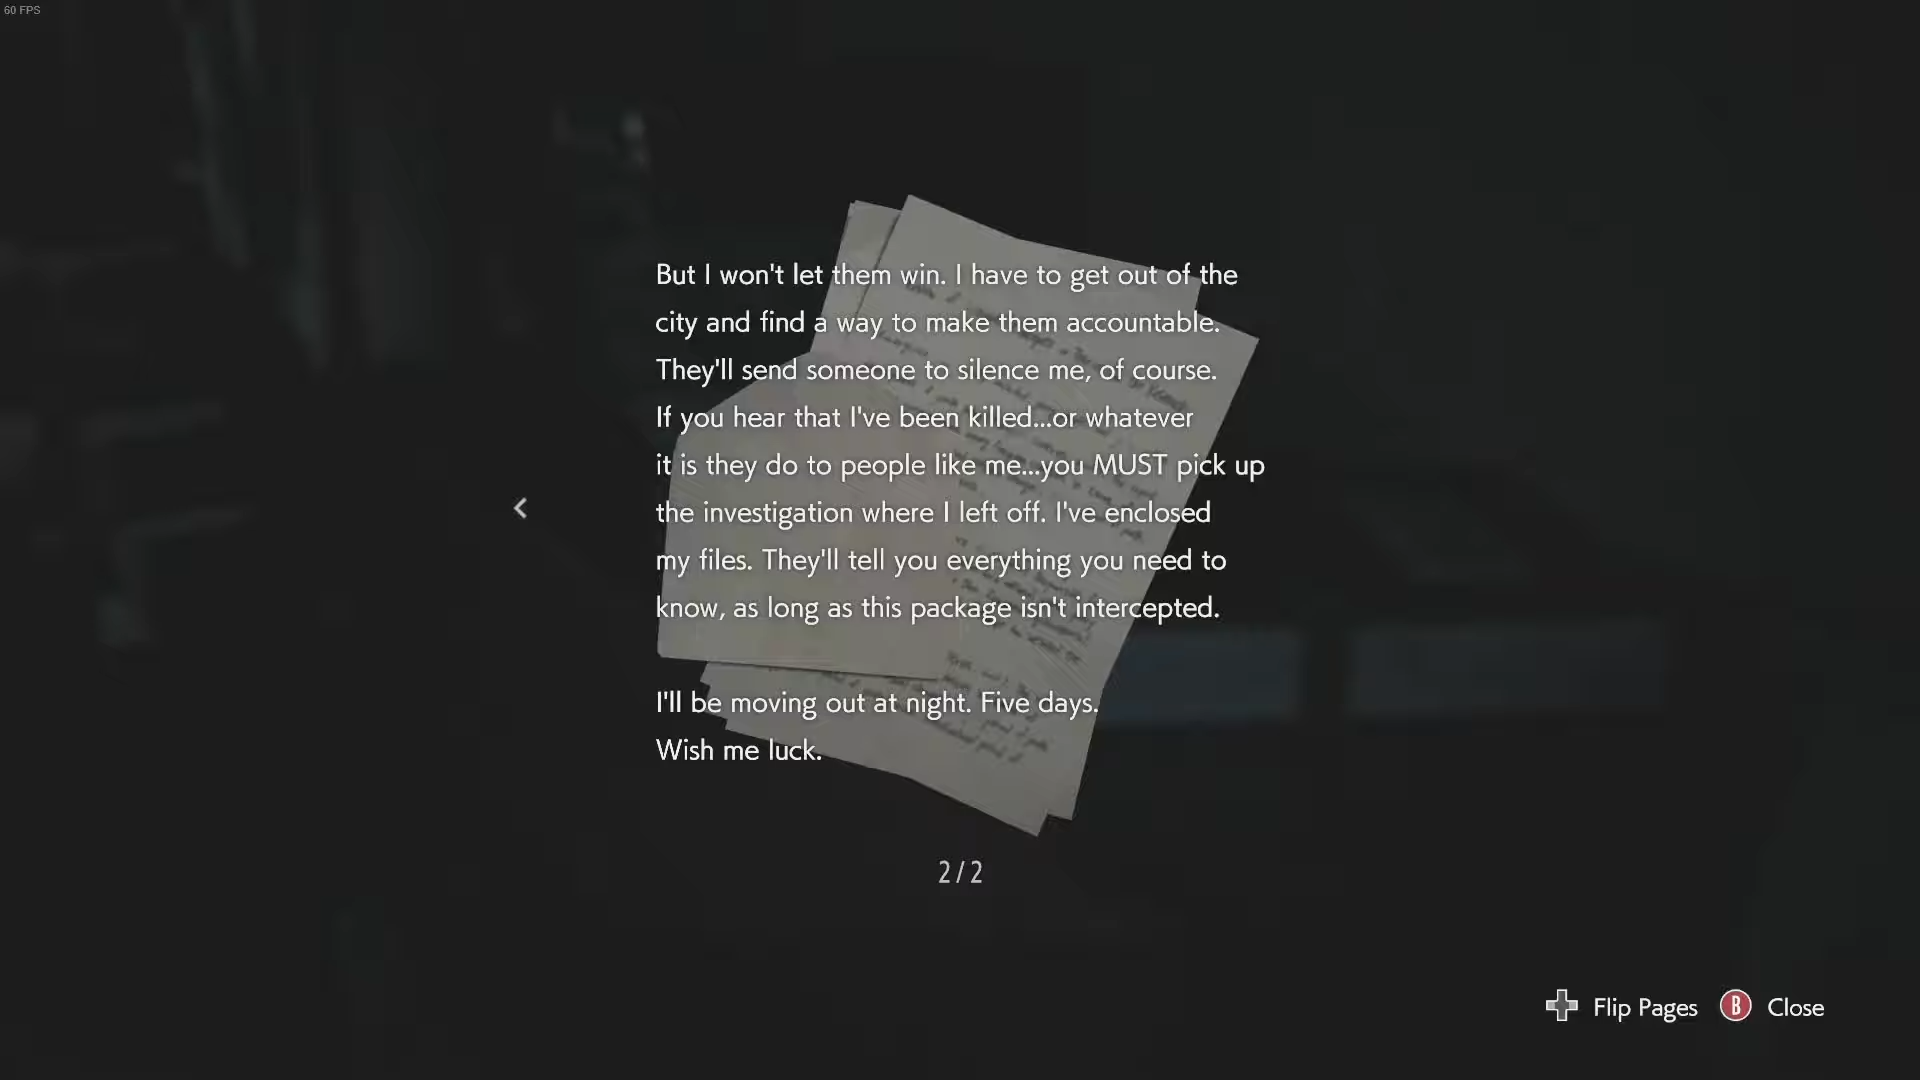 60 FPS
But I won't let them win. I have to get out of the
city and find a way to make them accountable.
They'll send someone to silence me, of course.
If you hear that I've been killed...or whatever
it is they do to people like me...you MUST pick up
the investigation where I left off. I've enclosed
my files. They'll tell you everything you need to
know, as long as this package isn't intercepted.
I'll be moving out at night. Five days.
Wish me luck.
2 / 2
Flip Pages B Close